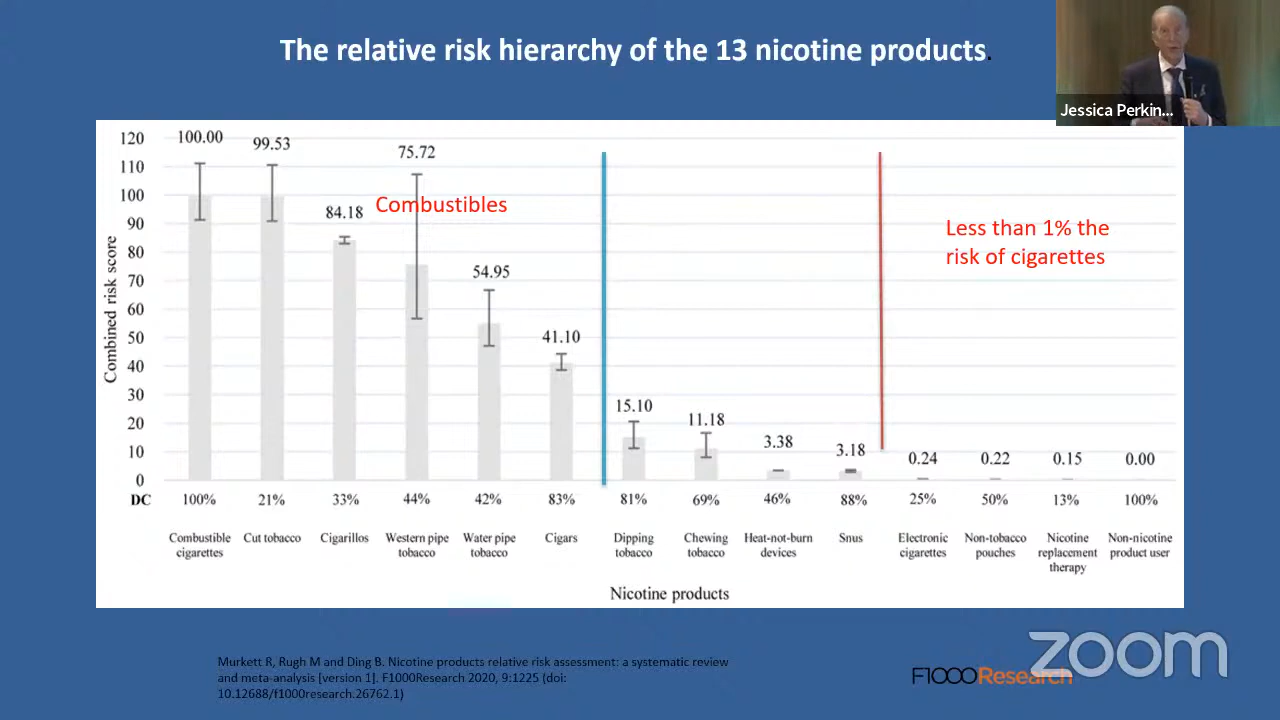 The relative risk hierarchy of the 13 nicotine products.
Jessica Perkin...
120
110
100
90
80
70
60
50
40
30
20
10
0
Combined risk score
100.00
99.53
84.18
75.72
54.95
41.10
15.10
11.18
3.38
3.18
0.24
0.22
0.15
0.00
Combustibles
Less than 1% the
risk of cigarettes
DC 100% 21% 33% 44% 42% 83% 81% 69% 46% 88% 25% 50% 13% 100%
Combustible
cigarettes
Cut tobacco
Cigarillos
Western pipe
tobacco
Water pipe
tobacco
Cigars
Dipping
tobacco
Chewing
tobacco
Heat-not-burn
devices
Snus
Electronic
cigarettes
Non-tobacco
pouches
Nicotine
replacement
therapy
Non-nicotine
product user
Nicotine products
Murkett R, Rugh M and Ding B. Nicotine products relative risk assessment: a systematic review
and meta-analysis [version 1]. F1000Research 2020, 9:1225 (doi:
10.12688/f1000research.26762.1)
F1000Research
zoom